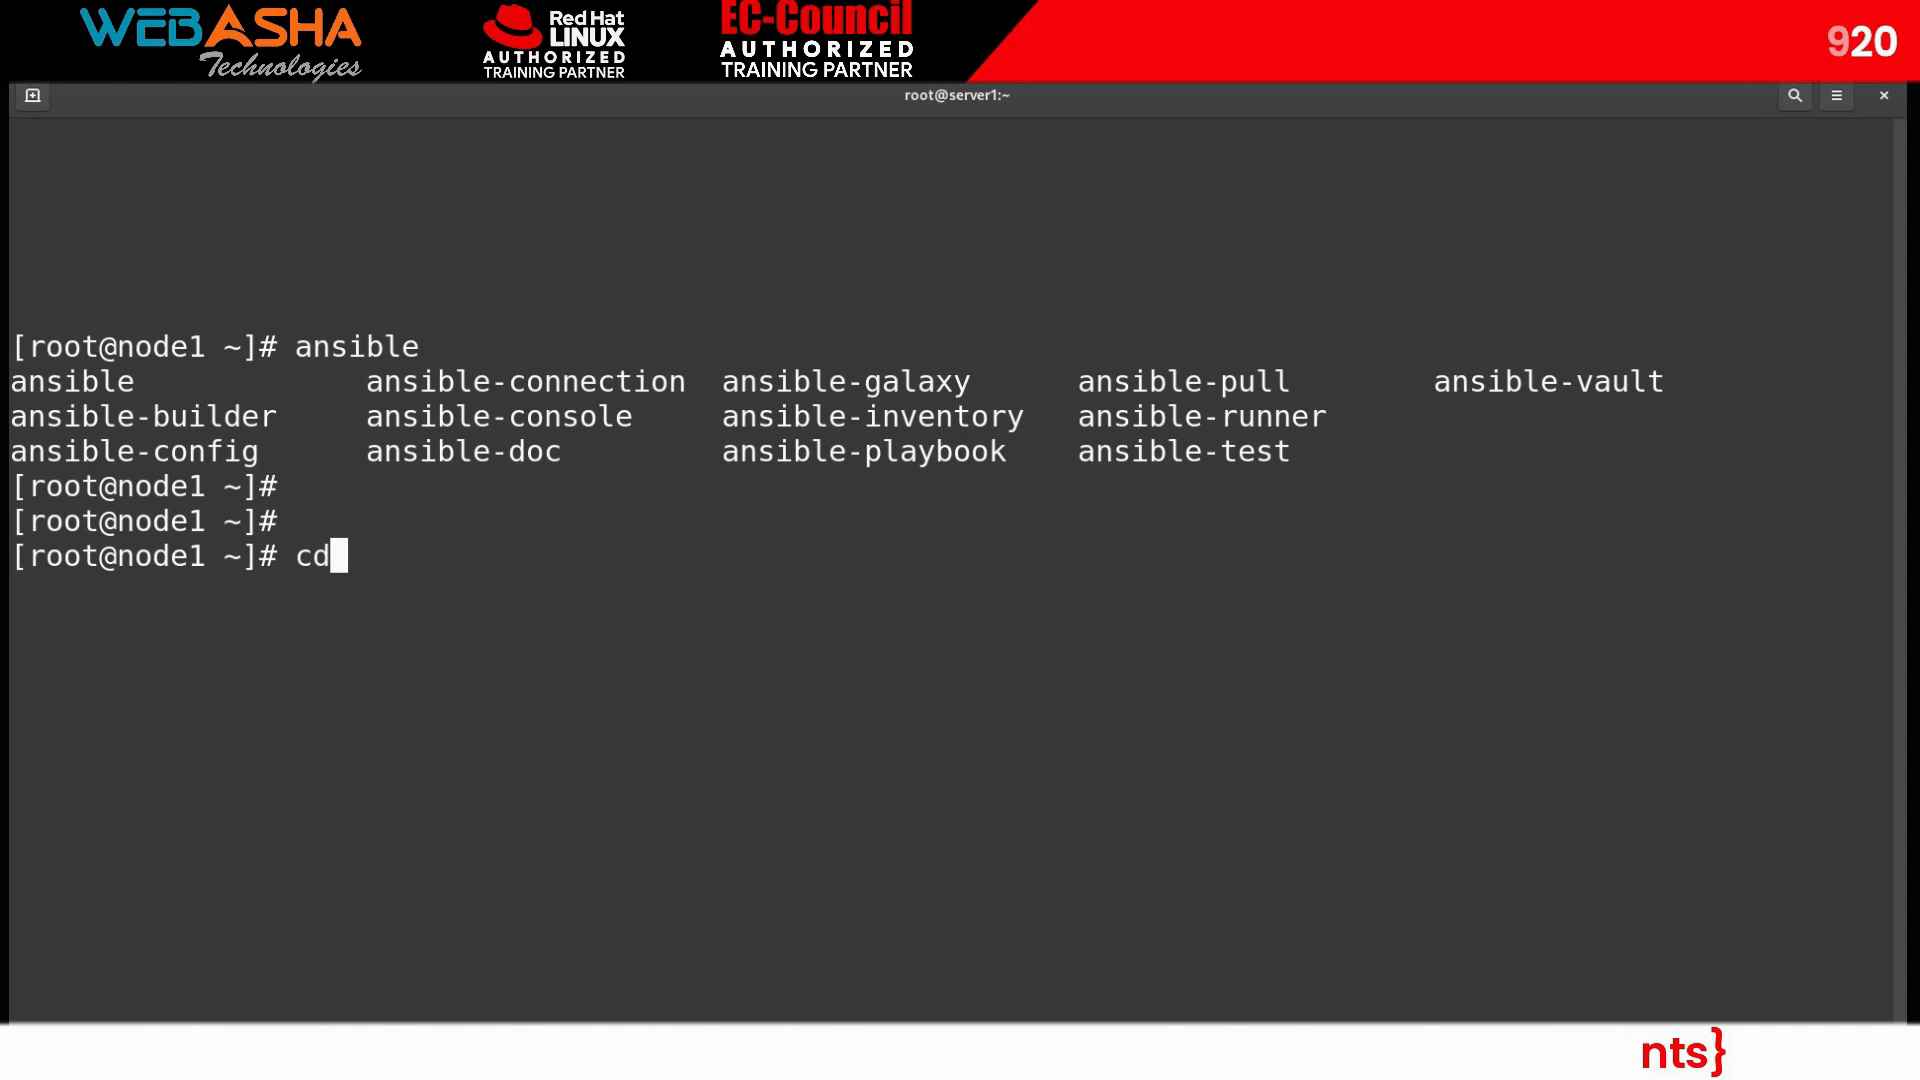 WEBASHA
Technologies
Red Hat
LINUX
AUTHORIZED
TRAINING PARTNER
EC-Council
AUTHORIZED
TRAINING PARTNER
920
root@server1:~
[root@node1 ~]# ansible
ansible ansible-connection ansible-galaxy ansible-pull ansible-vault
ansible-builder ansible-console ansible-inventory ansible-runner
ansible-config ansible-doc ansible-playbook ansible-test
[root@node1 ~]#
[root@node1 ~]#
[root@node1 ~]# cd
nts}